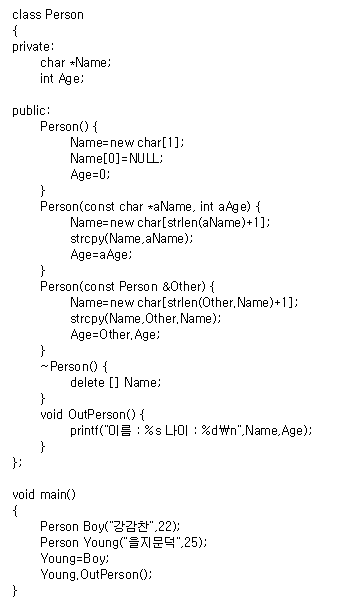 class Person
{
private:
char *Name;
int Age;
public:
Person() {
Name=new char[1];
Name[0]=NULL;
Age=0;
}
Person(const char *aName, int aAge) {
Name=new char[strlen(aName)+1];
strcpy(Name,aName);
Age=aAge;
}
Person(const Person &Other) {
Name=new char[strlen(Other.Name)+1];
strcpy(Name,Other.Name);
Age=Other.Age;
}
~Person() {
delete [] Name;
}
void OutPerson() {
printf("이름 : %s 나이 : %d₩n",Name,Age);
}
};
void main()
{
Person Boy("강감찬",22);
Person Young("을지문덕",25);
Young=Boy;
Young.OutPerson();
}